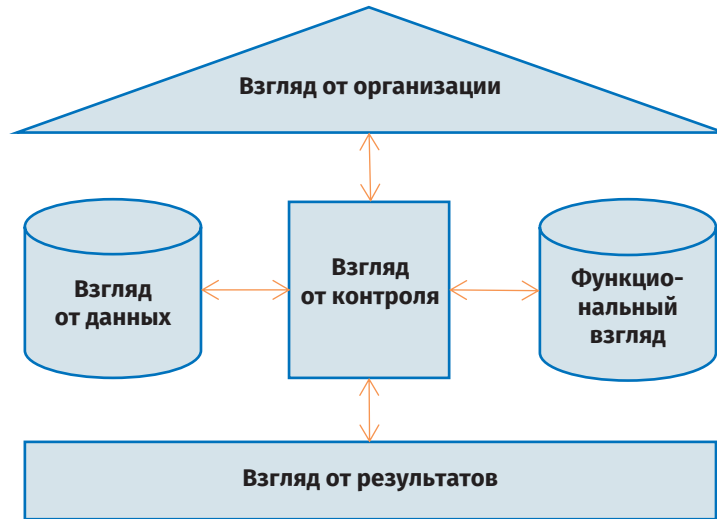 Взгляд от организации
Взгляд
от данных
Взгляд
от контроля
Функцио-
нальный
взгляд
Взгляд от результатов